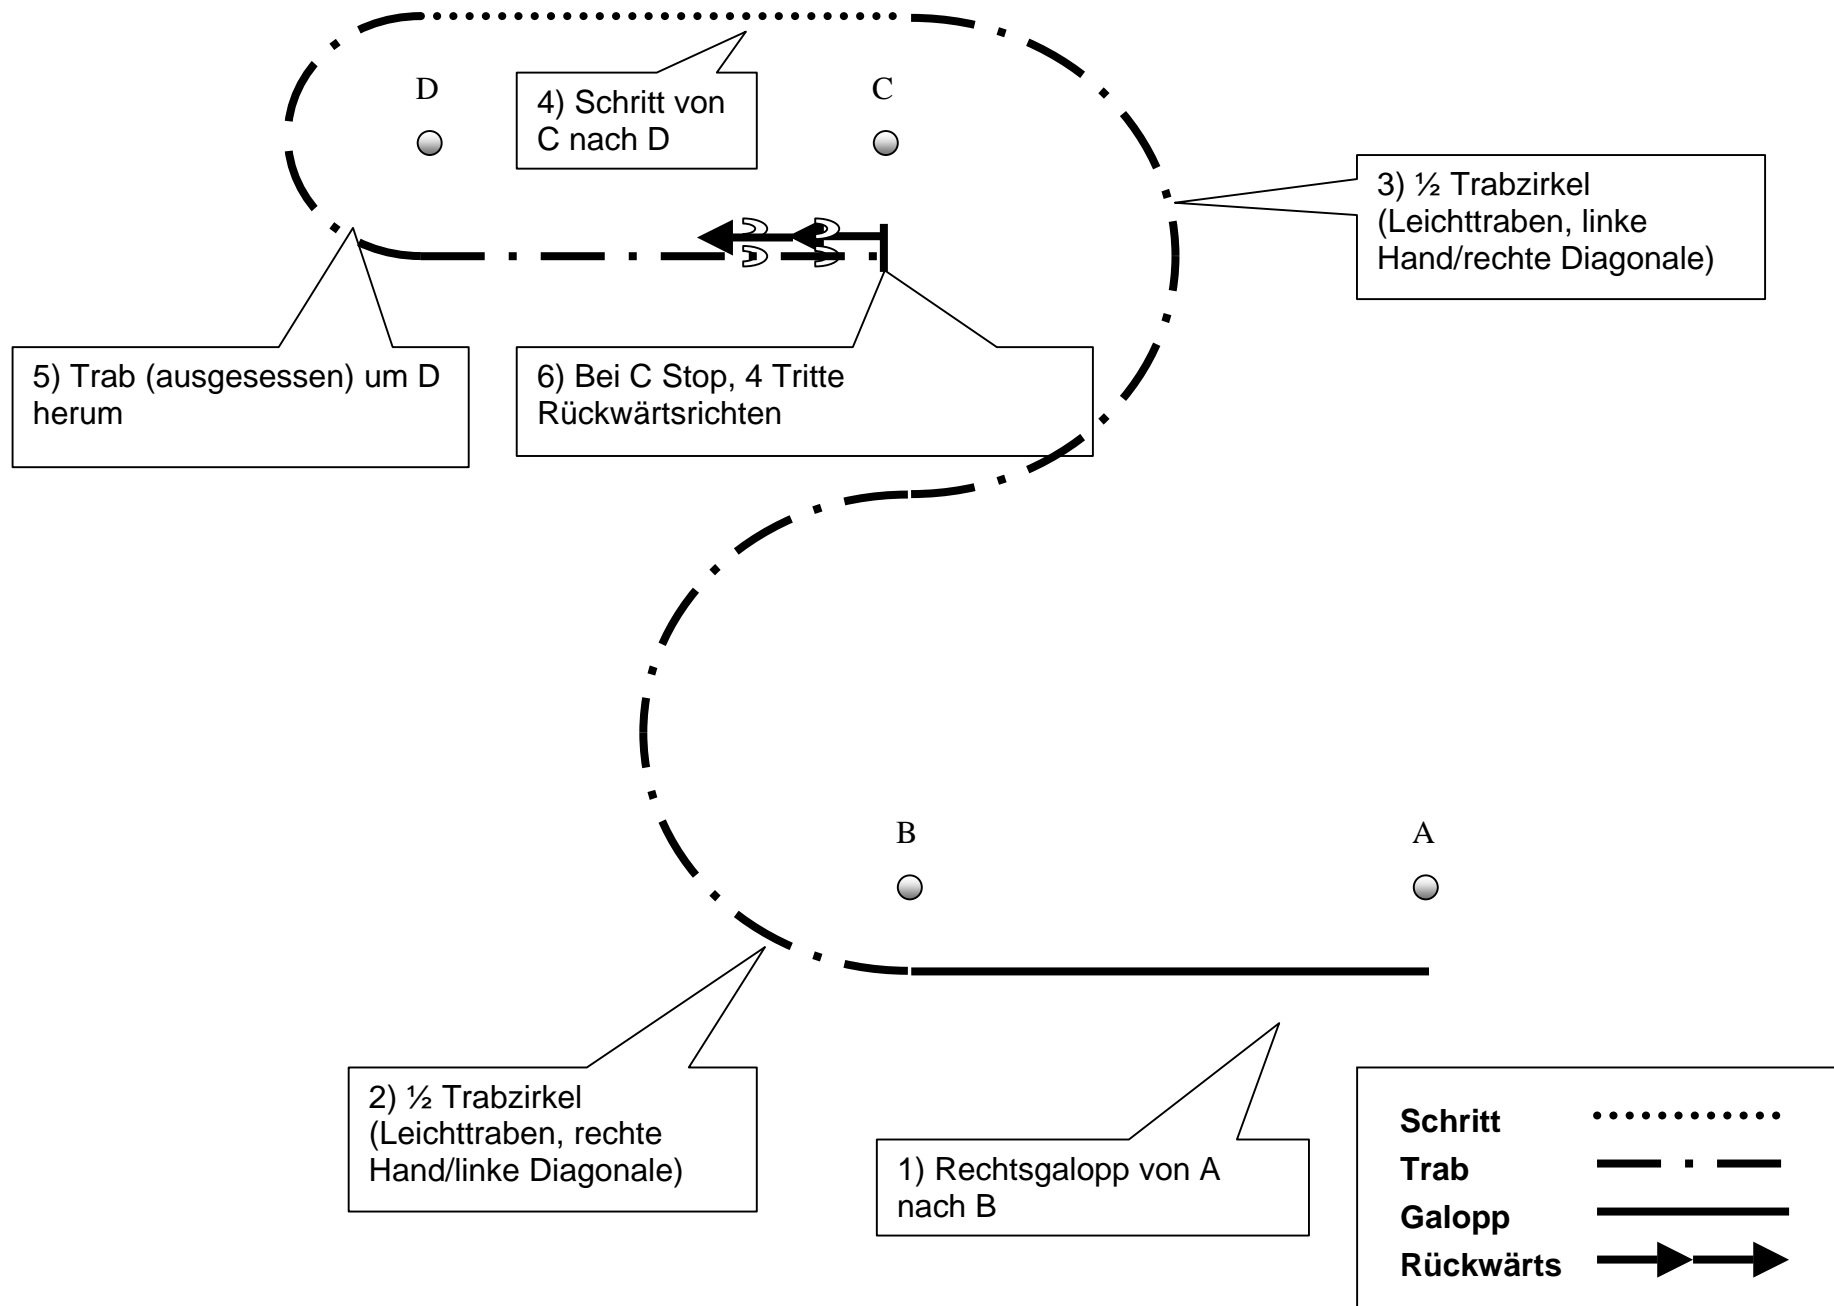 D
C
4) Schritt von
C nach D
3) ½ Trabzirkel
(Leichttraben, linke
Hand/rechte Diagonale)
5) Trab (ausgesessen) um D
herum
6) Bei C Stop, 4 Tritte
Rückwärtsrichten
B
A
2) ½ Trabzirkel
(Leichttraben, rechte
Hand/linke Diagonale)
1) Rechtsgalopp von A
nach B
Schritt
Trab
Galopp
Rückwärts